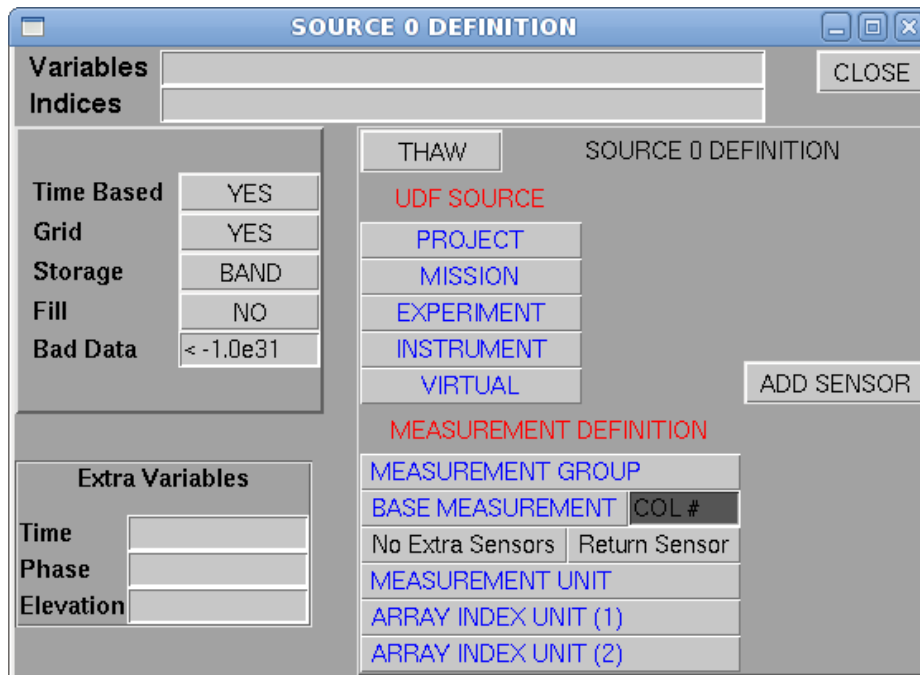 SOURCE 0 DEFINITION
Variables
CLOSE
Indices
THAW SOURCE 0 DEFINITION
Time Based YES
Grid YES
Storage BAND
Fill NO
Bad Data < -1.0e31
UDF SOURCE
PROJECT
MISSION
EXPERIMENT
INSTRUMENT
VIRTUAL
ADD SENSOR
MEASUREMENT DEFINITION
MEASUREMENT GROUP
BASE MEASUREMENT COL #
No Extra Sensors Return Sensor
MEASUREMENT UNIT
ARRAY INDEX UNIT (1)
ARRAY INDEX UNIT (2)
Extra Variables
Time
Phase
Elevation